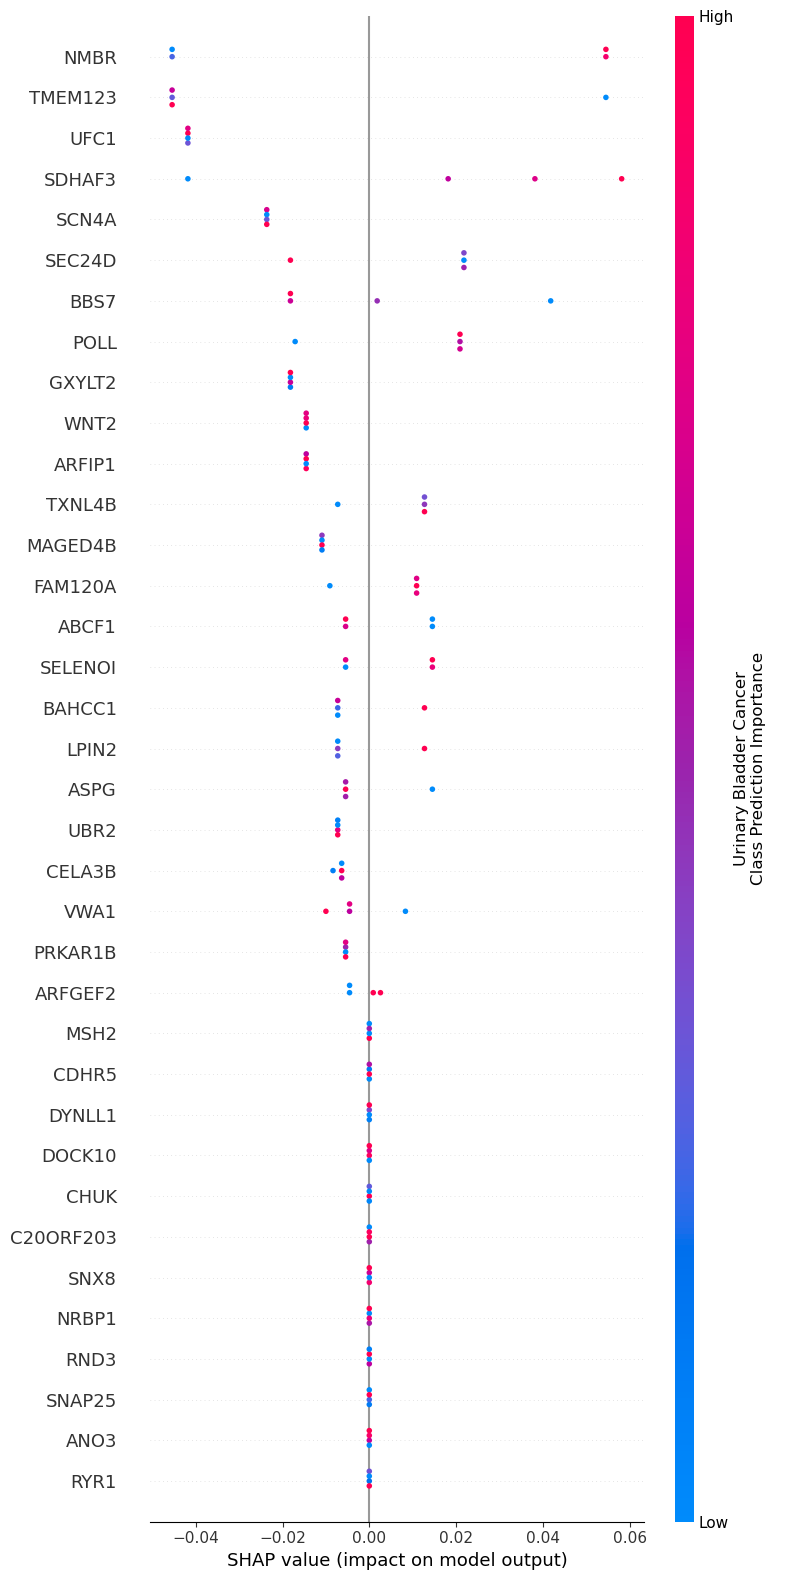 High
NMBR
TMEM123
UFC1
SDHAF3
SCN4A
SEC24D
BBS7
POLL
GXYLT2
WNT2
ARFIP1
TXNL4B
MAGED4B
FAM120A
ABCF1
SELENOI
BAHCC1
LPIN2
ASPG
UBR2
CELA3B
VWA1
PRKAR1B
ARFGEF2
MSH2
CDHR5
DYNLL1
DOCK10
CHUK
C20ORF203
SNX8
NRBP1
RND3
SNAP25
ANO3
RYR1
Urinary Bladder Cancer
Class Prediction Importance
Low
−0.04 −0.02 0.00 0.02 0.04 0.06
SHAP value (impact on model output)